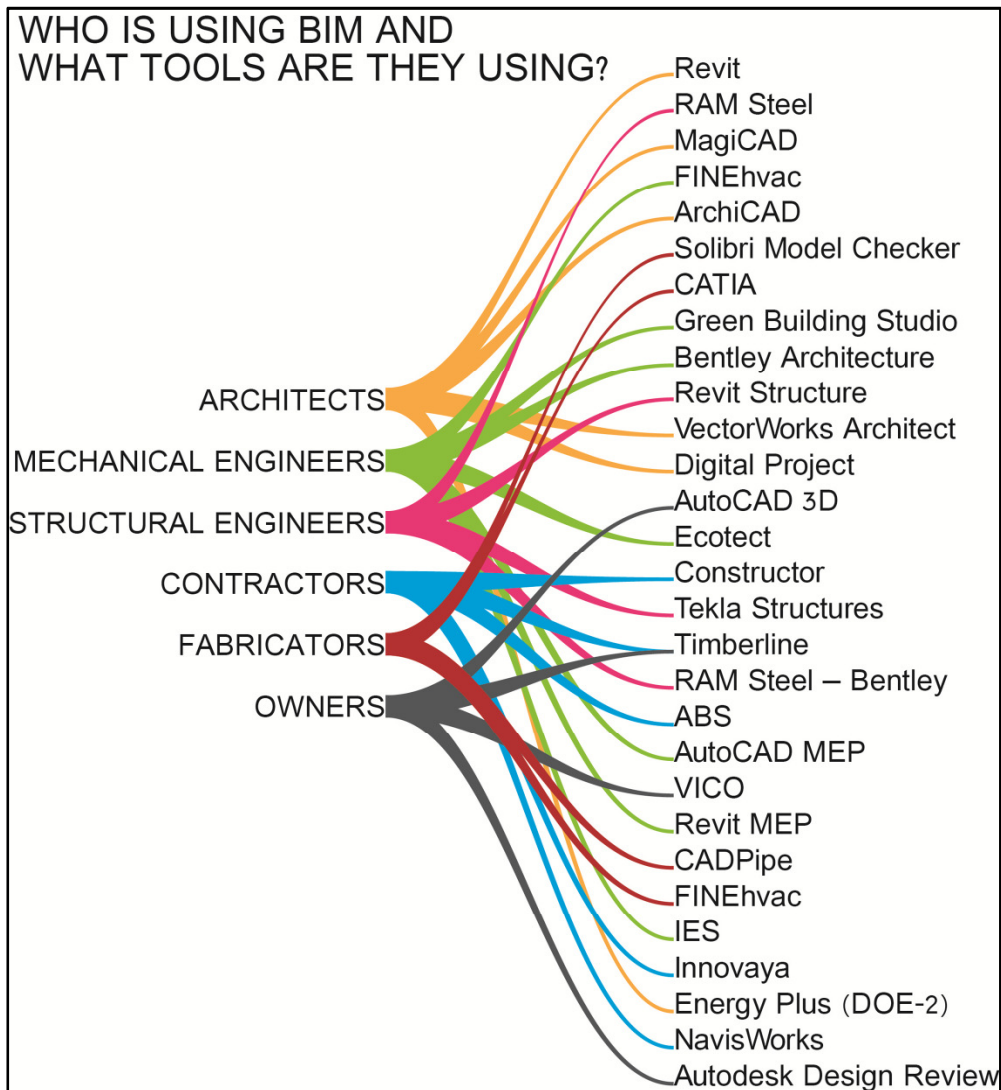 WHO IS USING BIM AND
WHAT TOOLS ARE THEY USING?
ARCHITECTS
MECHANICAL ENGINEERS
STRUCTURAL ENGINEERS
CONTRACTORS
FABRICATORS
OWNERS
Revit
RAM Steel
MagiCAD
FINEhvac
ArchiCAD
Solibri Model Checker
CATIA
Green Building Studio
Bentley Architecture
Revit Structure
VectorWorks Architect
Digital Project
AutoCAD 3D
Ecotect
Constructor
Tekla Structures
Timberline
RAM Steel – Bentley
ABS
AutoCAD MEP
VICO
Revit MEP
CADPipe
FINEhvac
IES
Innovaya
Energy Plus (DOE-2)
NavisWorks
Autodesk Design Review